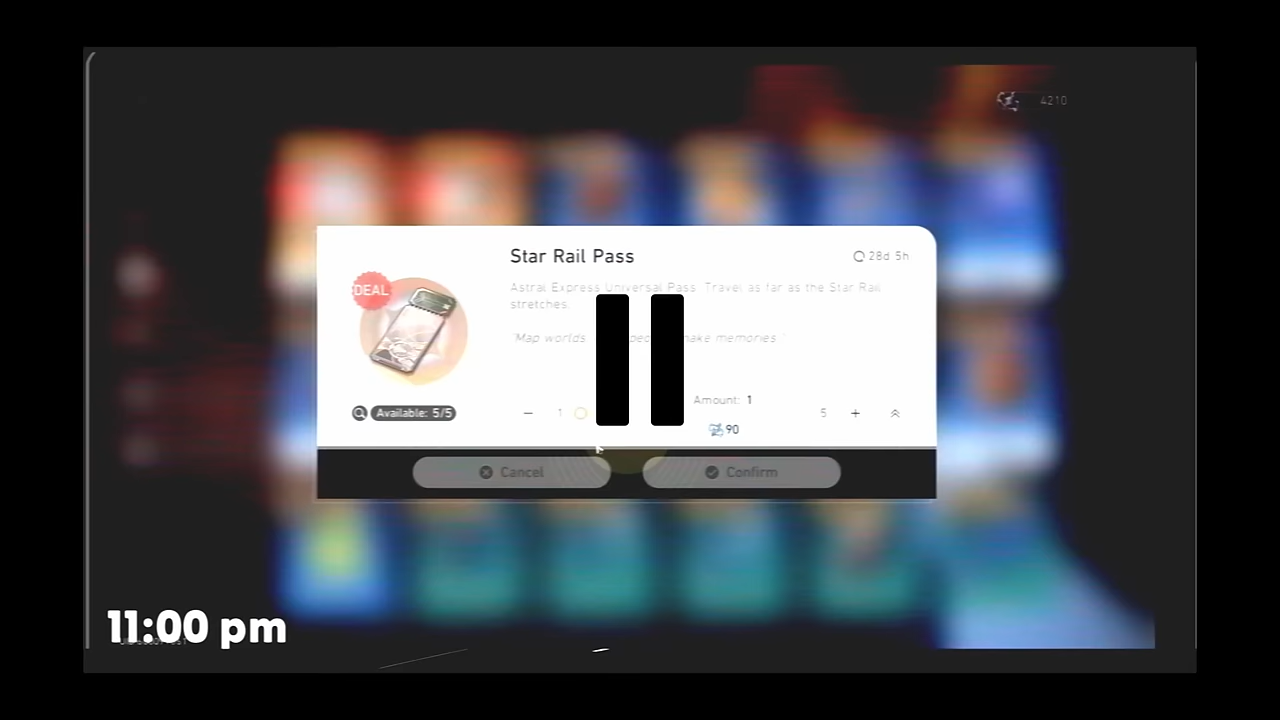 4210
Star Rail Pass
28d 5h
DEAL
Astral Express Universal Pass. Travel as far as the Star Rail
stretches.
"Map worlds
make memories."
Amount: 1
Available: 5/5
1
5
90
Cancel
Confirm
11:00 pm